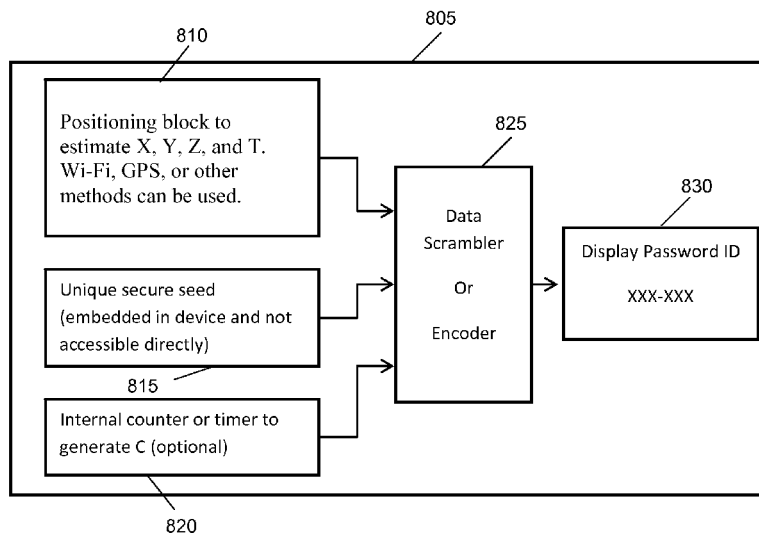 805
810
Positioning block to
estimate X, Y, Z, and T.
Wi-Fi, GPS, or other
methods can be used.
825
Data
Scrambler
Or
Encoder
830
Display Password ID
XXX-XXX
Unique secure seed
(embedded in device and not
accessible directly)
815
Internal counter or timer to
generate C (optional)
820